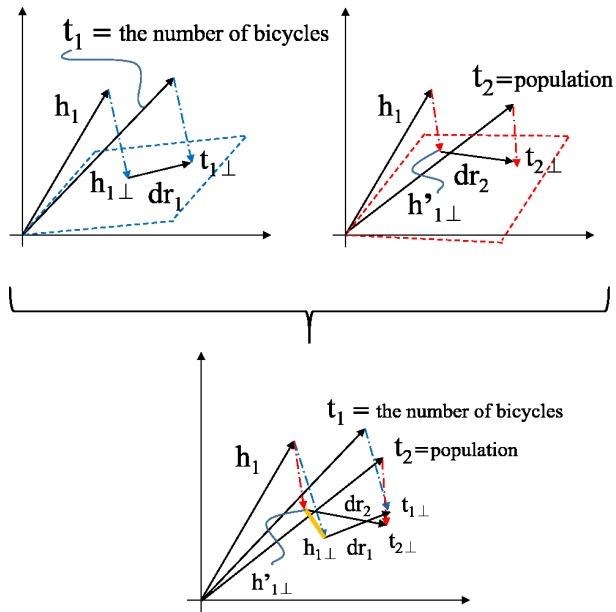 t₁ = the number of bicycles
h₁
t₁⊥
h₁⊥
dr₁
t₂=population
h₁
t₂⊥
dr₂
h'₁⊥
t₁ = the number of bicycles
t₂=population
h₁
dr₂
t₁⊥
h₁⊥
dr₁
t₂⊥
h'₁⊥